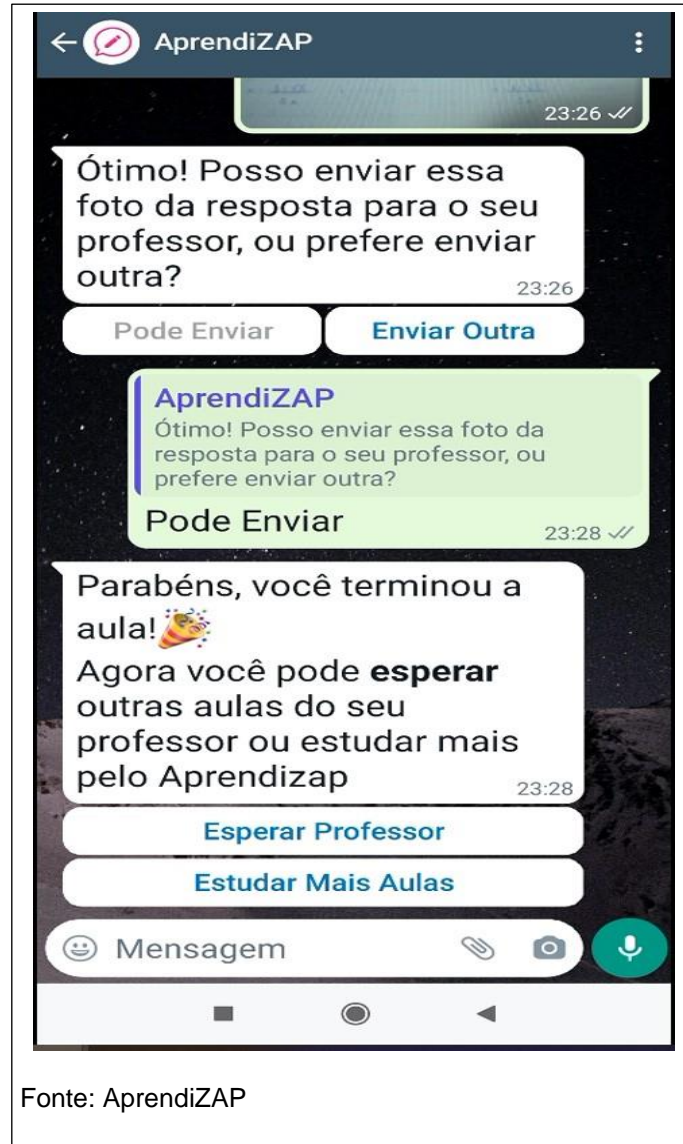 AprendiZAP
23:26
Ótimo! Posso enviar essa
foto da resposta para o seu
professor, ou prefere enviar
outra?
23:26
Pode Enviar
Enviar Outra
AprendiZAP
Ótimo! Posso enviar essa foto da
resposta para o seu professor, ou
prefere enviar outra?
Pode Enviar
23:28
Parabéns, você terminou a
aula!🎉
Agora você pode esperar
outras aulas do seu
professor ou estudar mais
pelo Aprendizap
23:28
Esperar Professor
Estudar Mais Aulas
Mensagem
Fonte: AprendiZAP